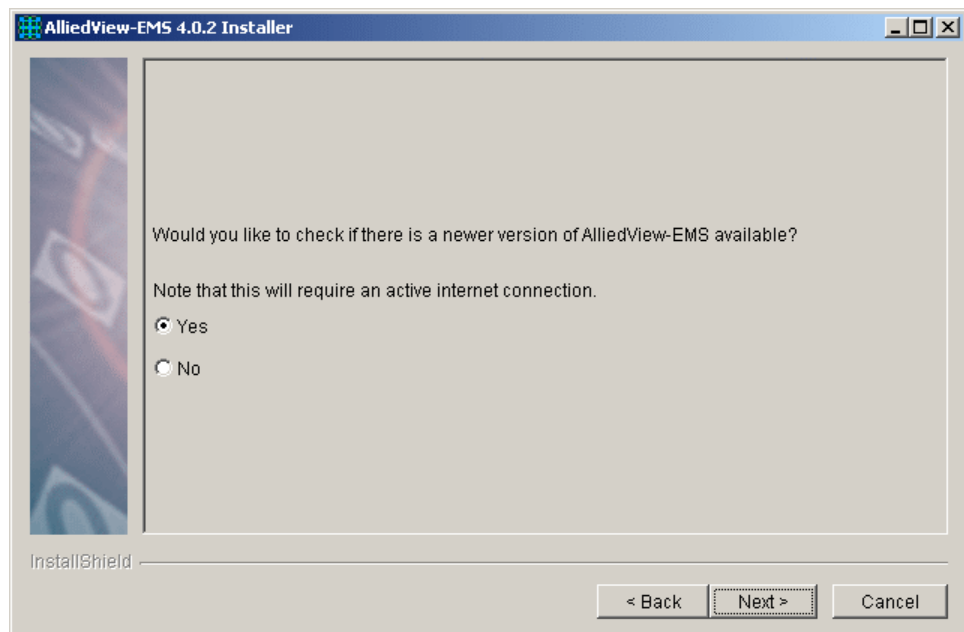 AlliedView-EMS 4.0.2 Installer
Would you like to check if there is a newer version of AlliedView-EMS available?
Note that this will require an active internet connection.
Yes
No
InstallShield
< Back
Next >
Cancel